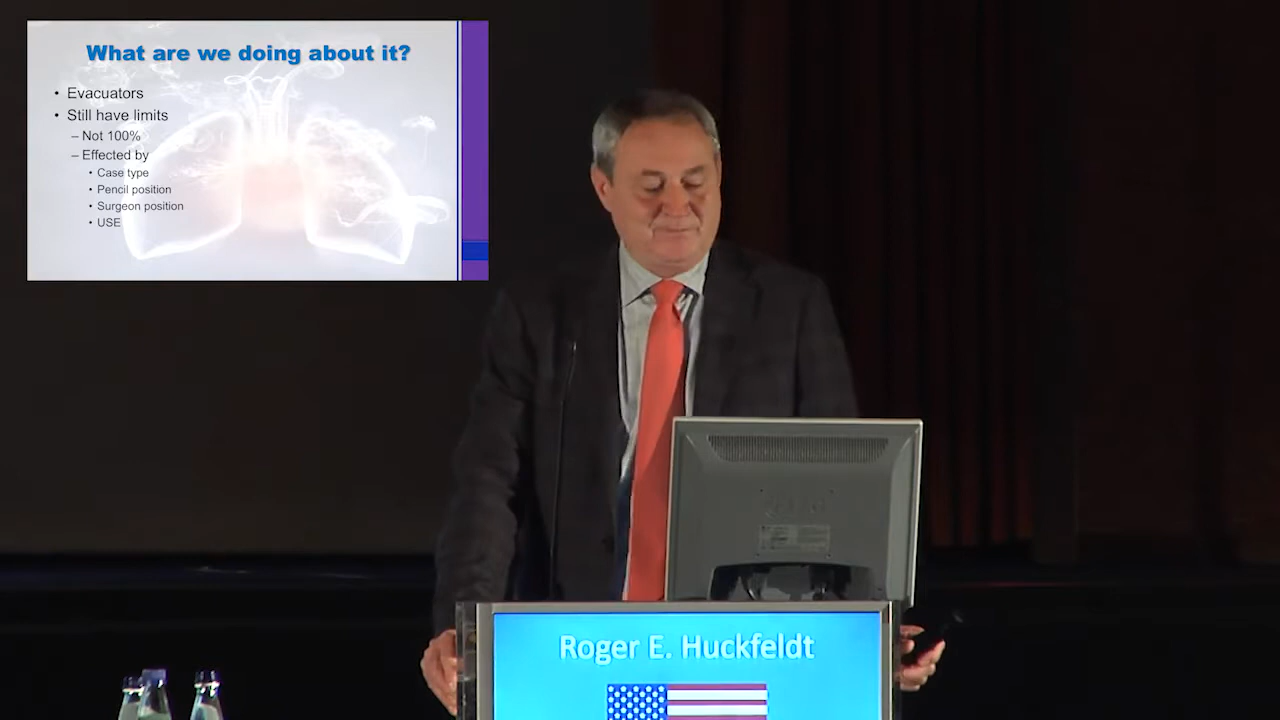 What are we doing about it?
• Evacuators
• Still have limits
– Not 100%
– Effected by
• Case type
• Pencil position
• Surgeon position
• USE
Roger E. Huckfeldt